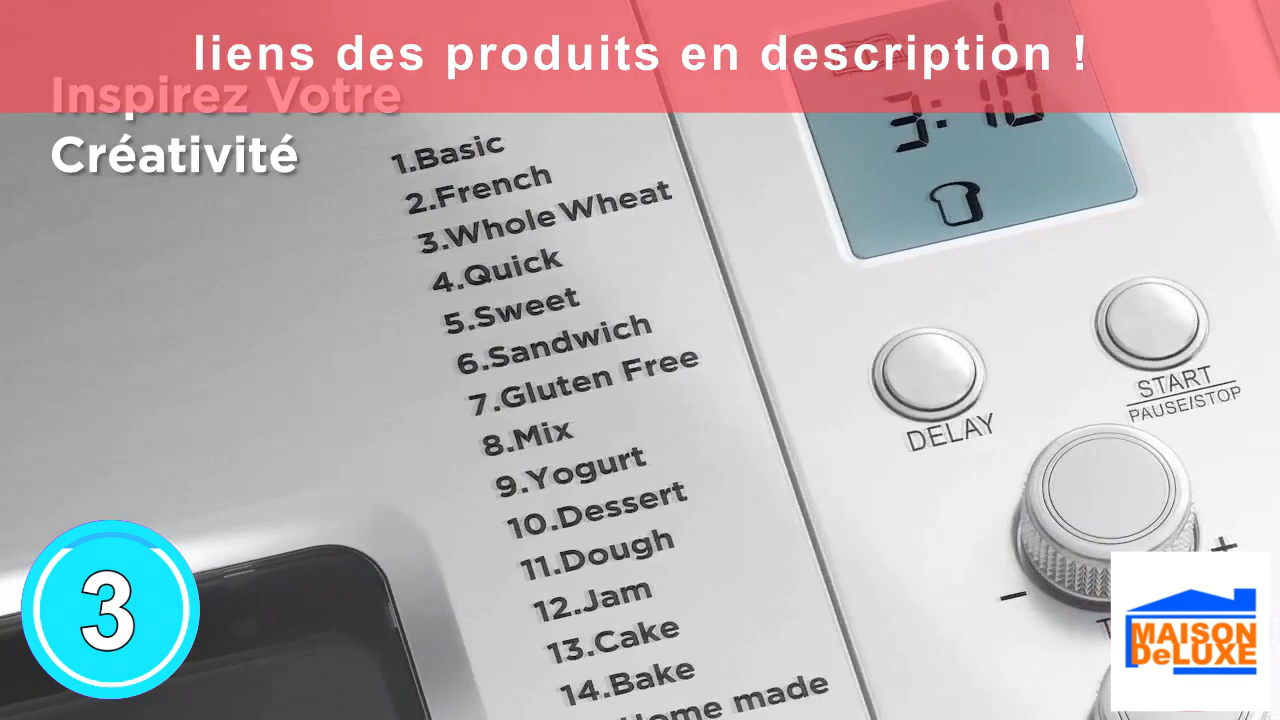 liens des produits en description !
Inspirez Votre
Créativité
1
3:10
1.Basic
2.French
3.Whole Wheat
4.Quick
5.Sweet
6.Sandwich
7.Gluten Free
8.Mix
9.Yogurt
10.Dessert
11.Dough
12.Jam
13.Cake
14.Bake
Home made
DELAY
START
PAUSE/STOP
+
-
3
MAISON
DeLUXE